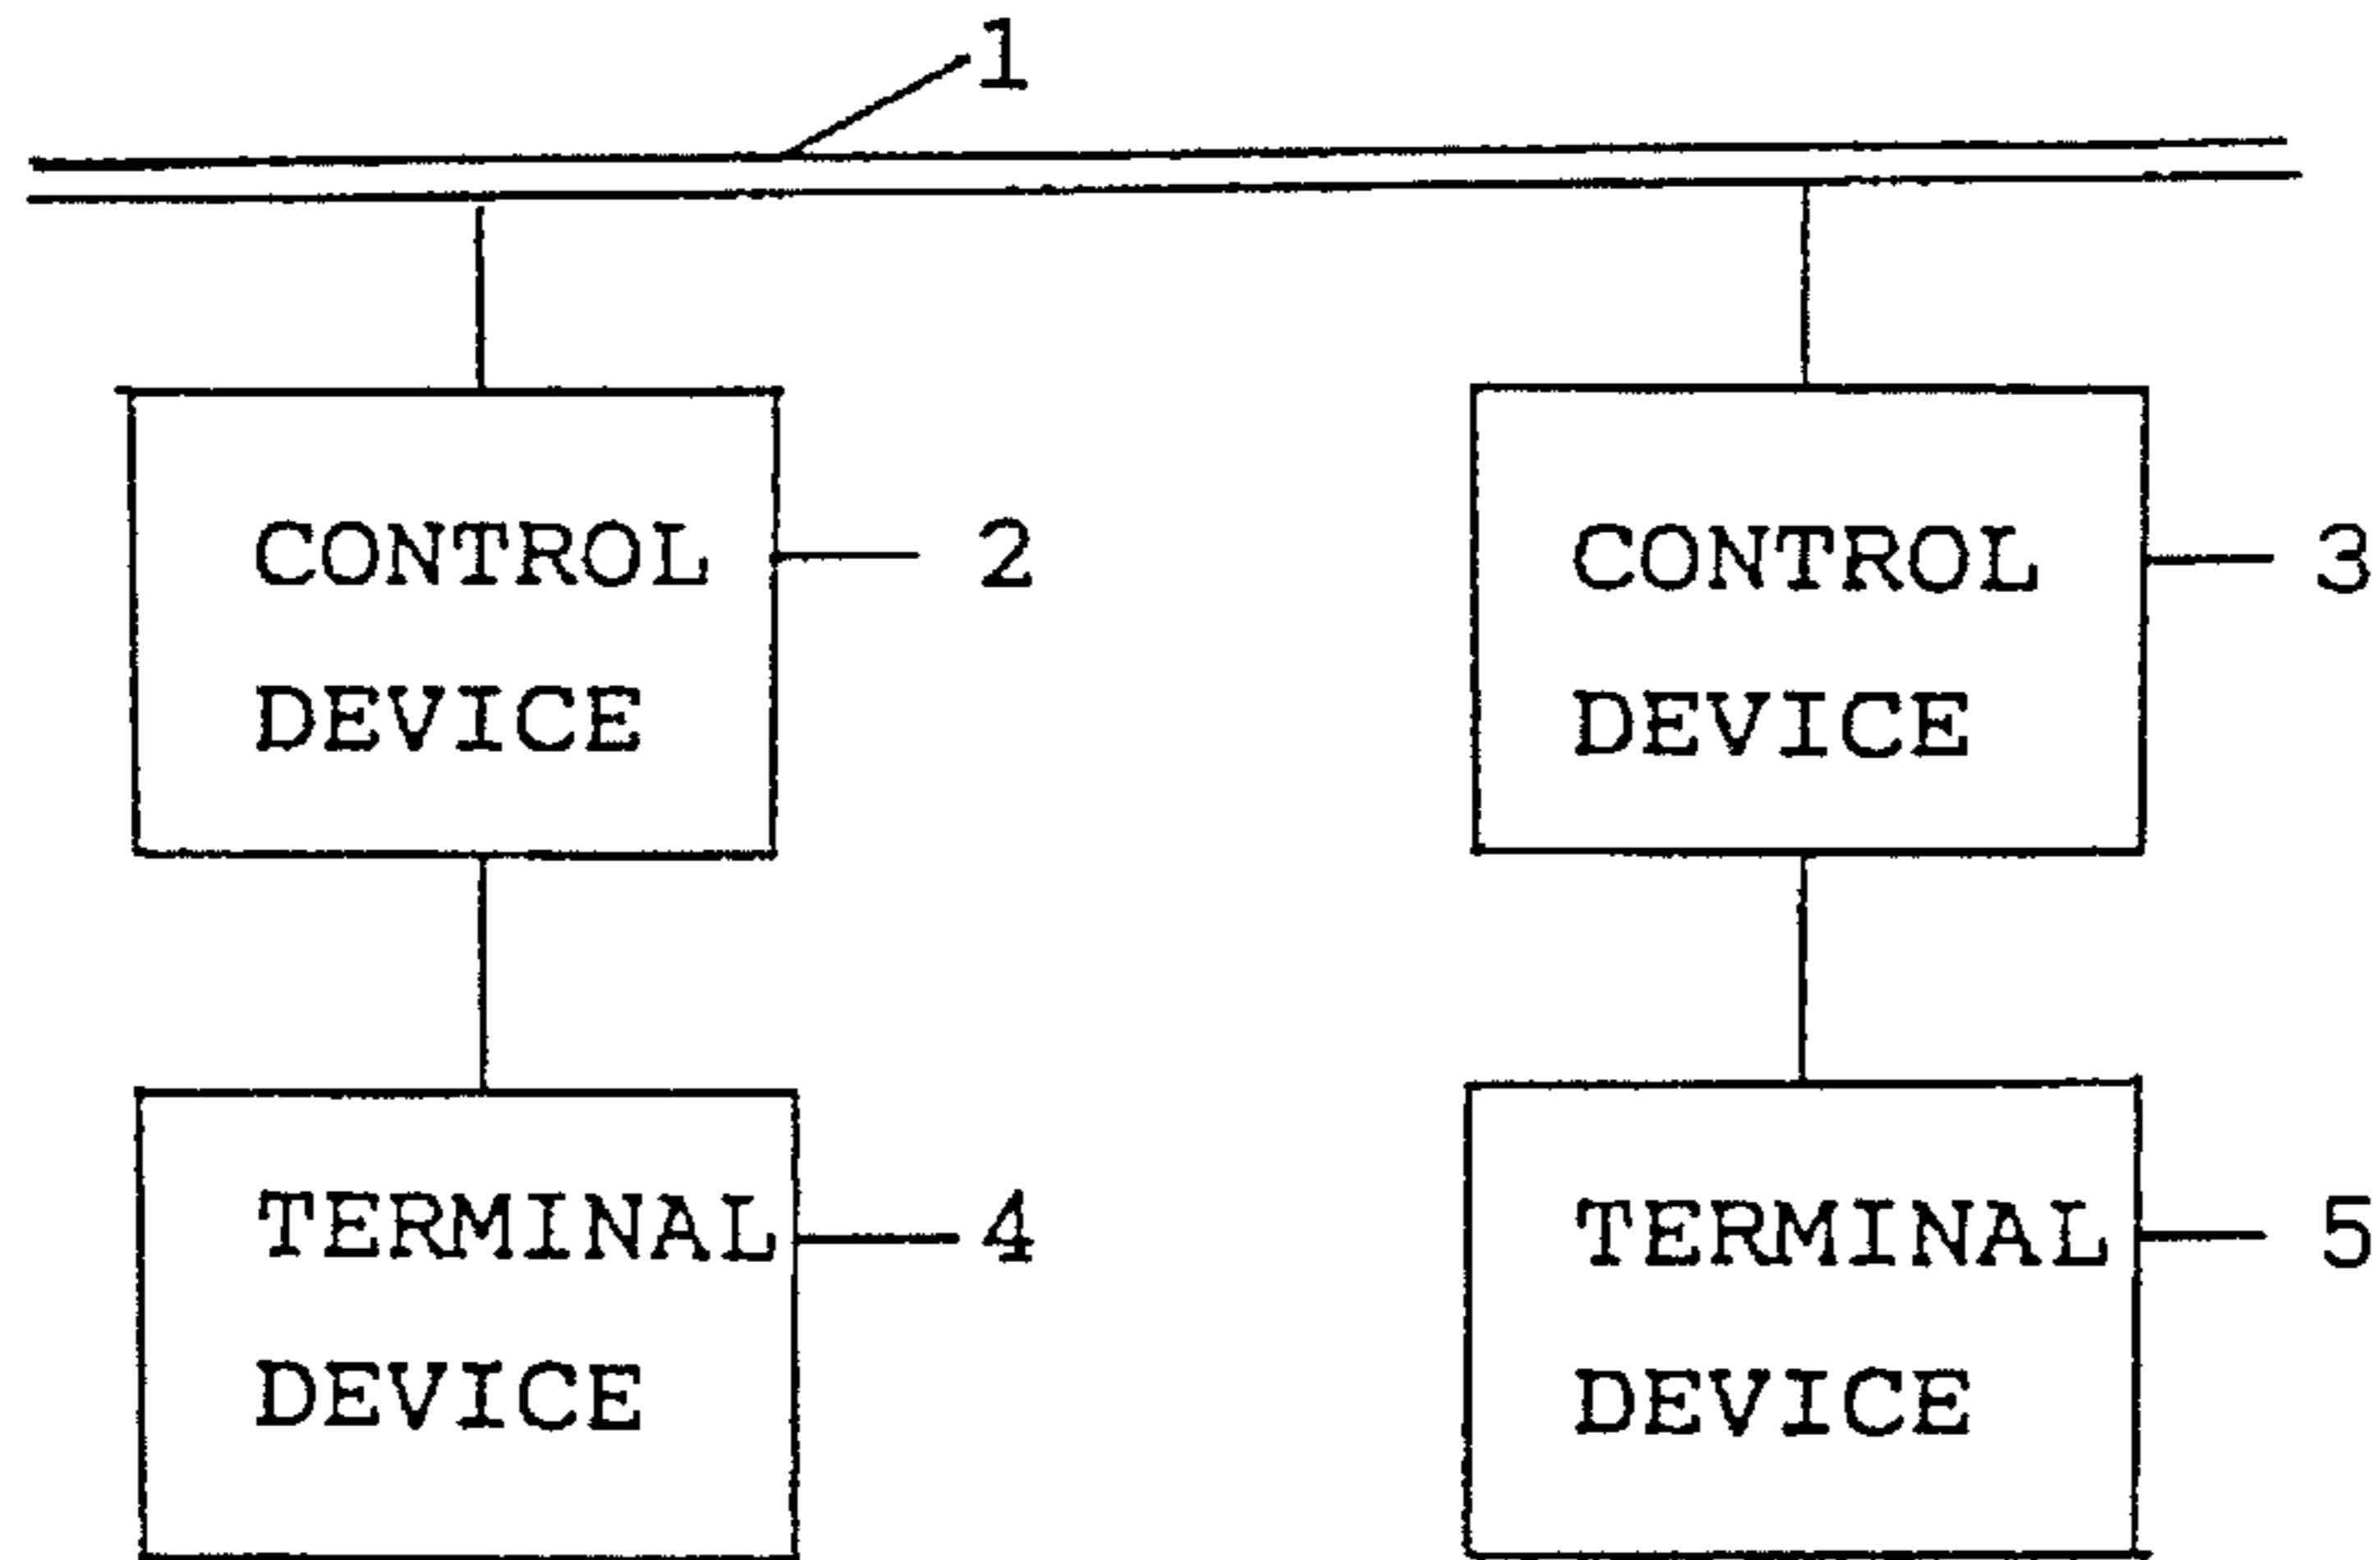 1
CONTROL
DEVICE
2
CONTROL
DEVICE
3
TERMINAL
DEVICE
4
TERMINAL
DEVICE
5